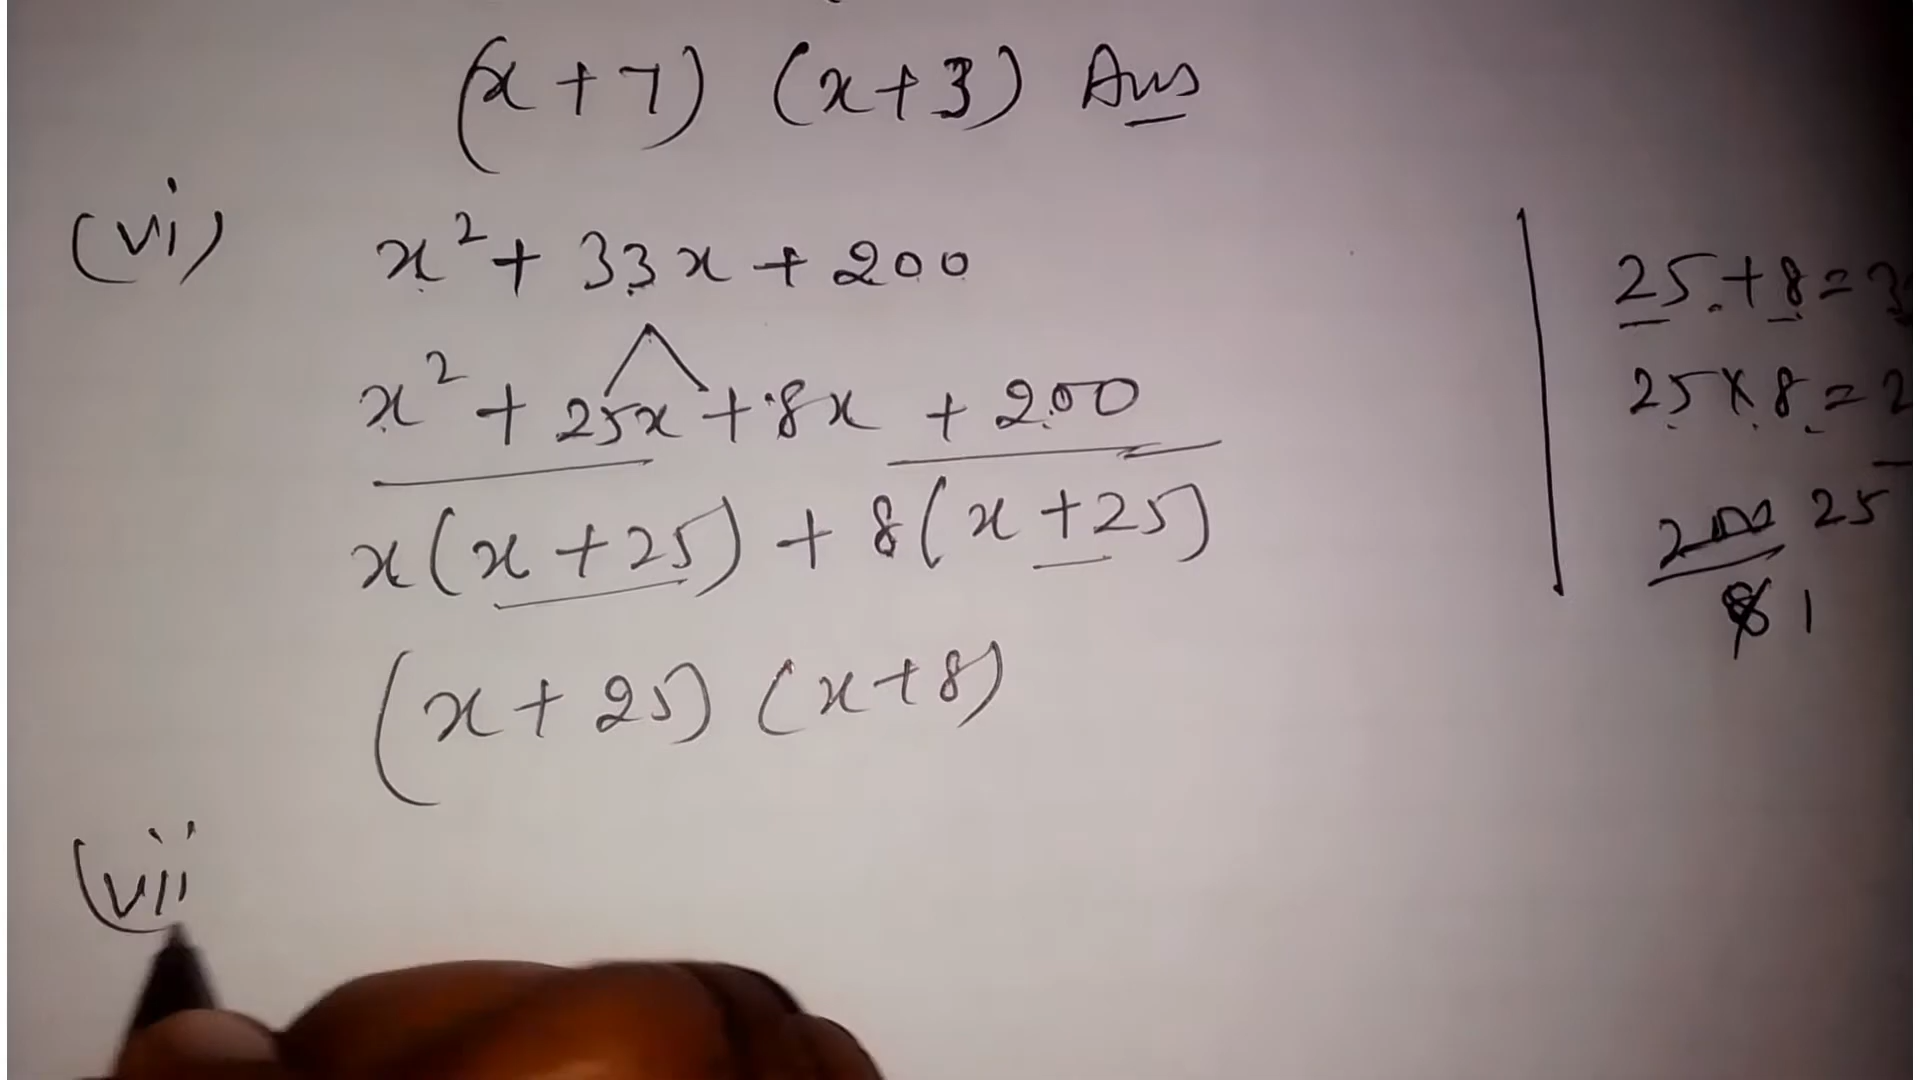 (x + 7) (x + 3) Ans
(vi) x² + 33x + 200
x² + 25x + 8x + 200
x(x + 25) + 8(x + 25)
(x + 25) (x + 8)
(vii
25 + 8 = 3
25 × 8 = 2
200 25
8 1